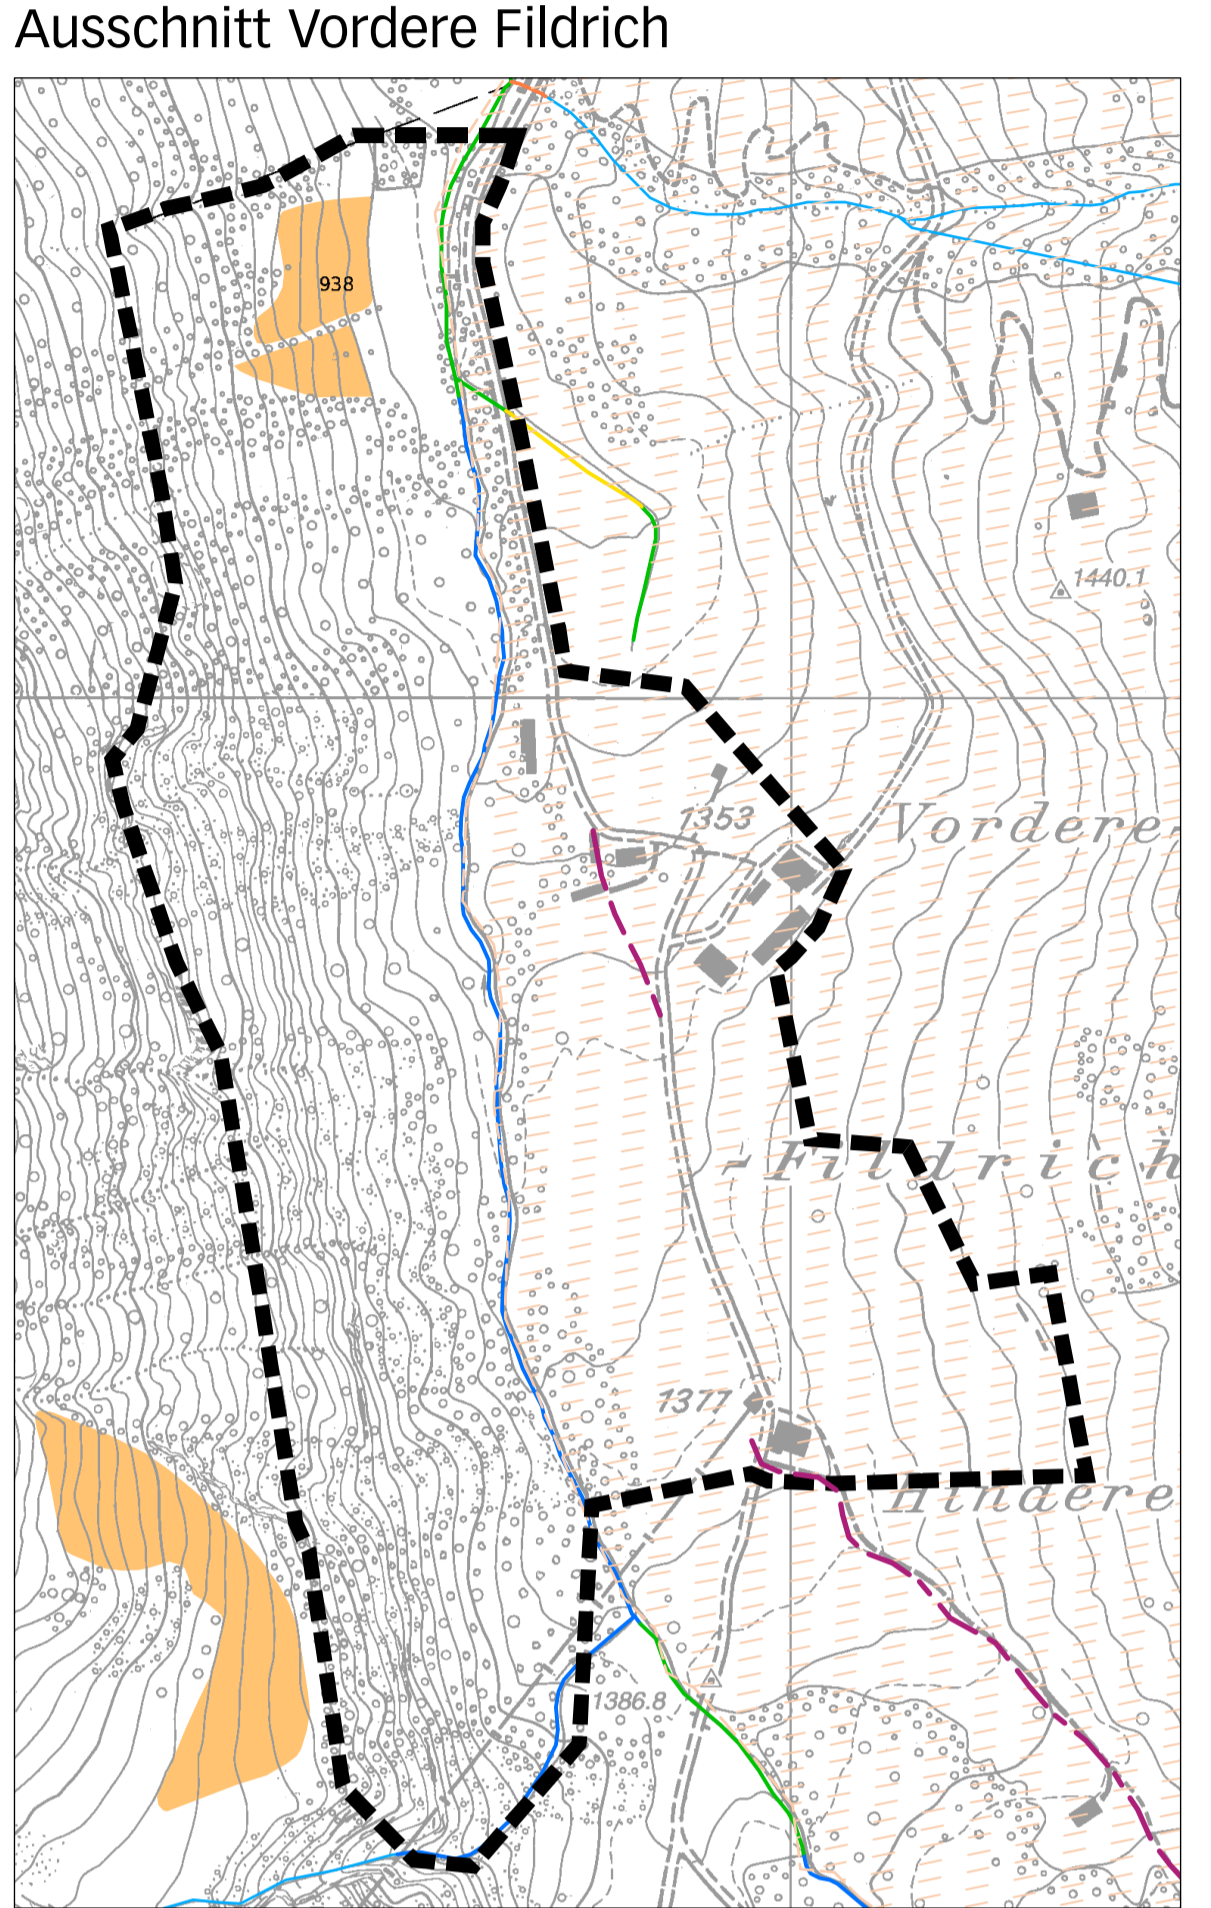 Ausschnitt Vordere Fildrich
938
1440.1
1353
Vordere-
-Fildrich
1377
Hindere
1386.8